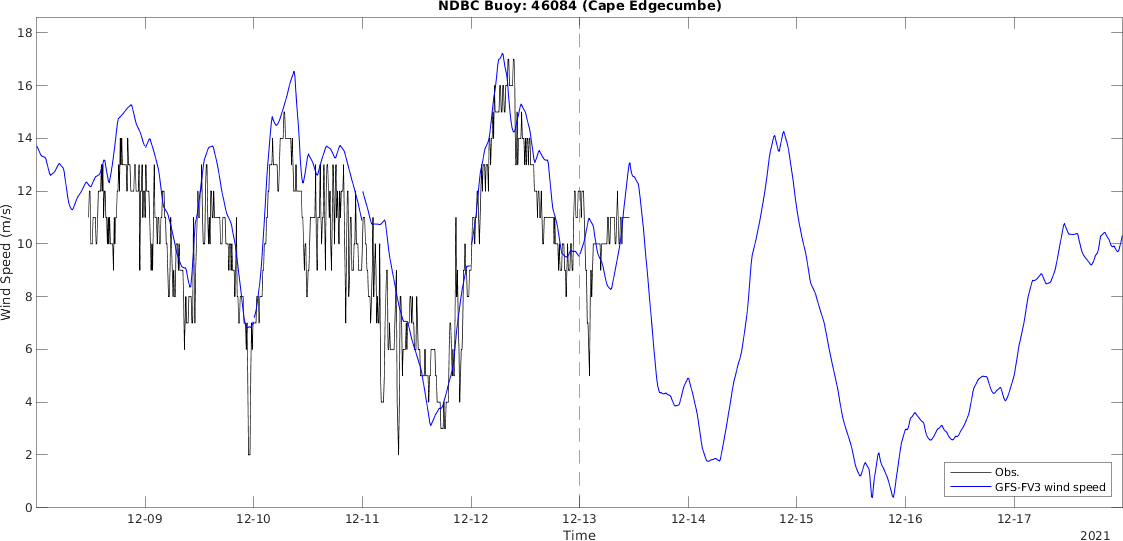 NDBC Buoy: 46084 (Cape Edgecumbe)
18
16
14
12
10
8
6
4
2
0
Wind Speed (m/s)
Obs.
GFS-FV3 wind speed
12-09 12-10 12-11 12-12 12-13 12-14 12-15 12-16 12-17
Time
2021